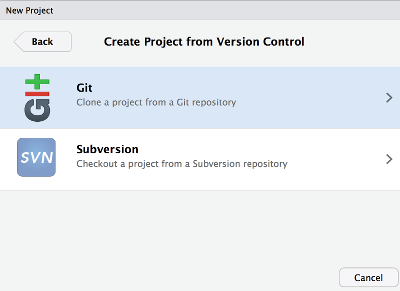 New Project
Back
Create Project from Version Control
Git
Git
Clone a project from a Git repository
SVN
Subversion
Checkout a project from a Subversion repository
Cancel